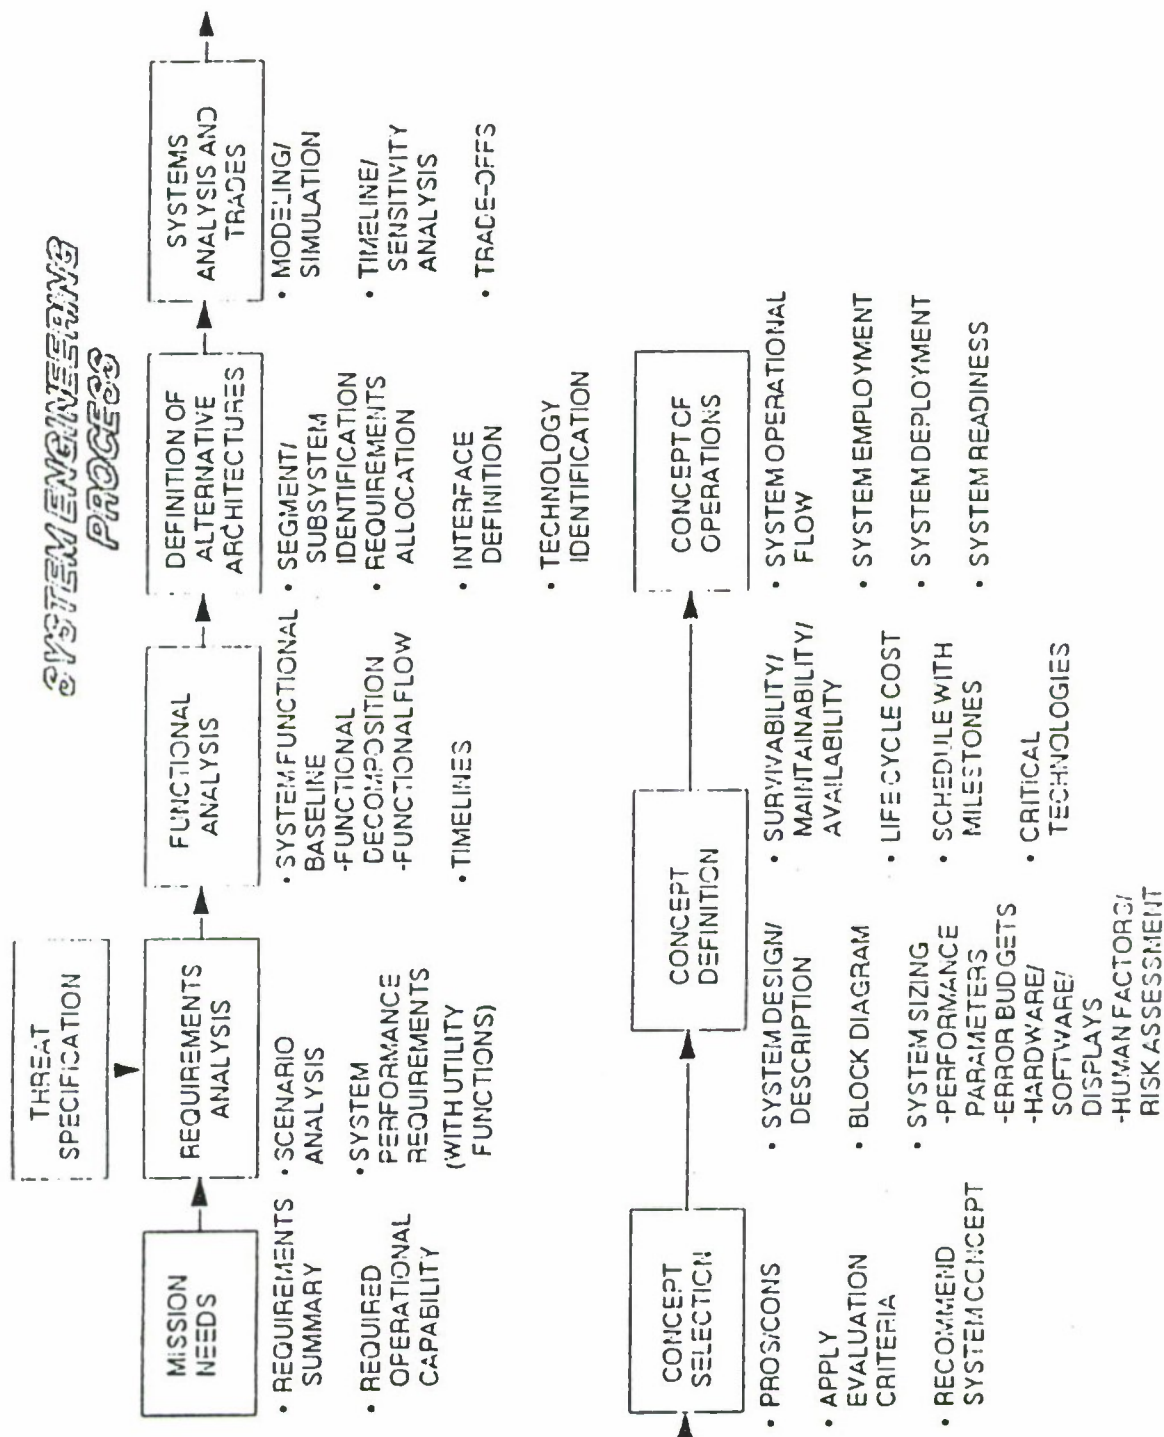 SYSTEM ENGINEERING
PROCESS
THREAT
SPECIFICATION
MISSION
NEEDS
REQUIREMENTS
ANALYSIS
FUNCTIONAL
ANALYSIS
DEFINITION OF
ALTERNATIVE
ARCHITECTURES
SYSTEMS
ANALYSIS AND
TRADES
• REQUIREMENTS
SUMMARY
• REQUIRED
OPERATIONAL
CAPABILITY
• SCENARIO
ANALYSIS
• SYSTEM
PERFORMANCE
REQUIREMENTS
(WITH UTILITY
FUNCTIONS)
• SYSTEM FUNCTIONAL
BASELINE
-FUNCTIONAL
DECOMPOSITION
-FUNCTIONAL FLOW
• TIMELINES
• SEGMENT/
SUBSYSTEM
IDENTIFICATION
• REQUIREMENTS
ALLOCATION
• INTERFACE
DEFINITION
• TECHNOLOGY
IDENTIFICATION
• MODELING/
SIMULATION
• TIMELINE/
SENSITIVITY
ANALYSIS
• TRADE-OFFS
CONCEPT
SELECTION
CONCEPT
DEFINITION
CONCEPT OF
OPERATIONS
• PROS/CONS
• APPLY
EVALUATION
CRITERIA
• RECOMMEND
SYSTEM CONCEPT
• SYSTEM DESIGN/
DESCRIPTION
• BLOCK DIAGRAM
• SYSTEM SIZING
-PERFORMANCE
PARAMETERS
-ERROR BUDGETS
-HARDWARE/
SOFTWARE/
DISPLAYS
-HUMAN FACTORS/
RISK ASSESSMENT
• SURVIVABILITY/
MAINTAINABILITY/
AVAILABILITY
• LIFE CYCLE COST
• SCHEDULE WITH
MILESTONES
• CRITICAL
TECHNOLOGIES
• SYSTEM OPERATIONAL
FLOW
• SYSTEM EMPLOYMENT
• SYSTEM DEPLOYMENT
• SYSTEM READINESS